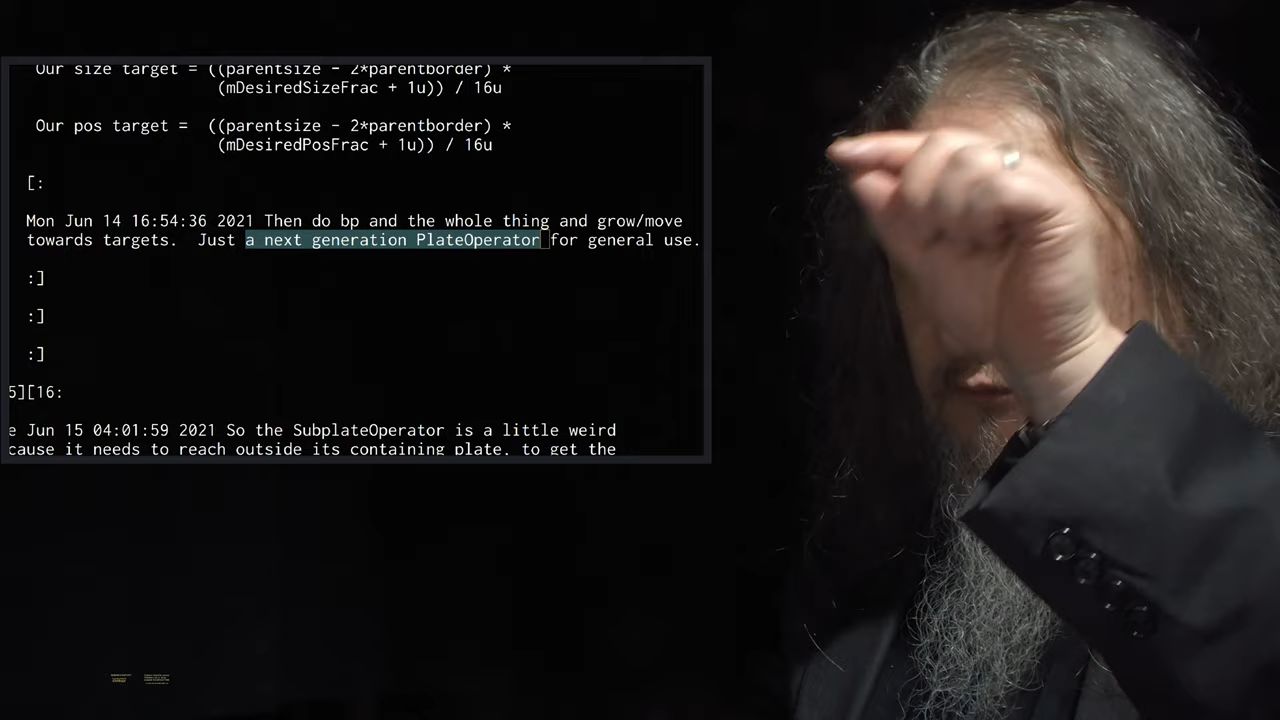 Our size target = ((parentsize - 2*parentborder) *
(mDesiredSizeFrac + 1u)) / 16u
Our pos target = ((parentsize - 2*parentborder) *
(mDesiredPosFrac + 1u)) / 16u
[:
Mon Jun 14 16:54:36 2021 Then do bp and the whole thing and grow/move
towards targets. Just a next generation PlateOperator for general use.
:]
:]
:]
5][16:
e Jun 15 04:01:59 2021 So the SubplateOperator is a little weird
cause it needs to reach outside its containing plate, to get the